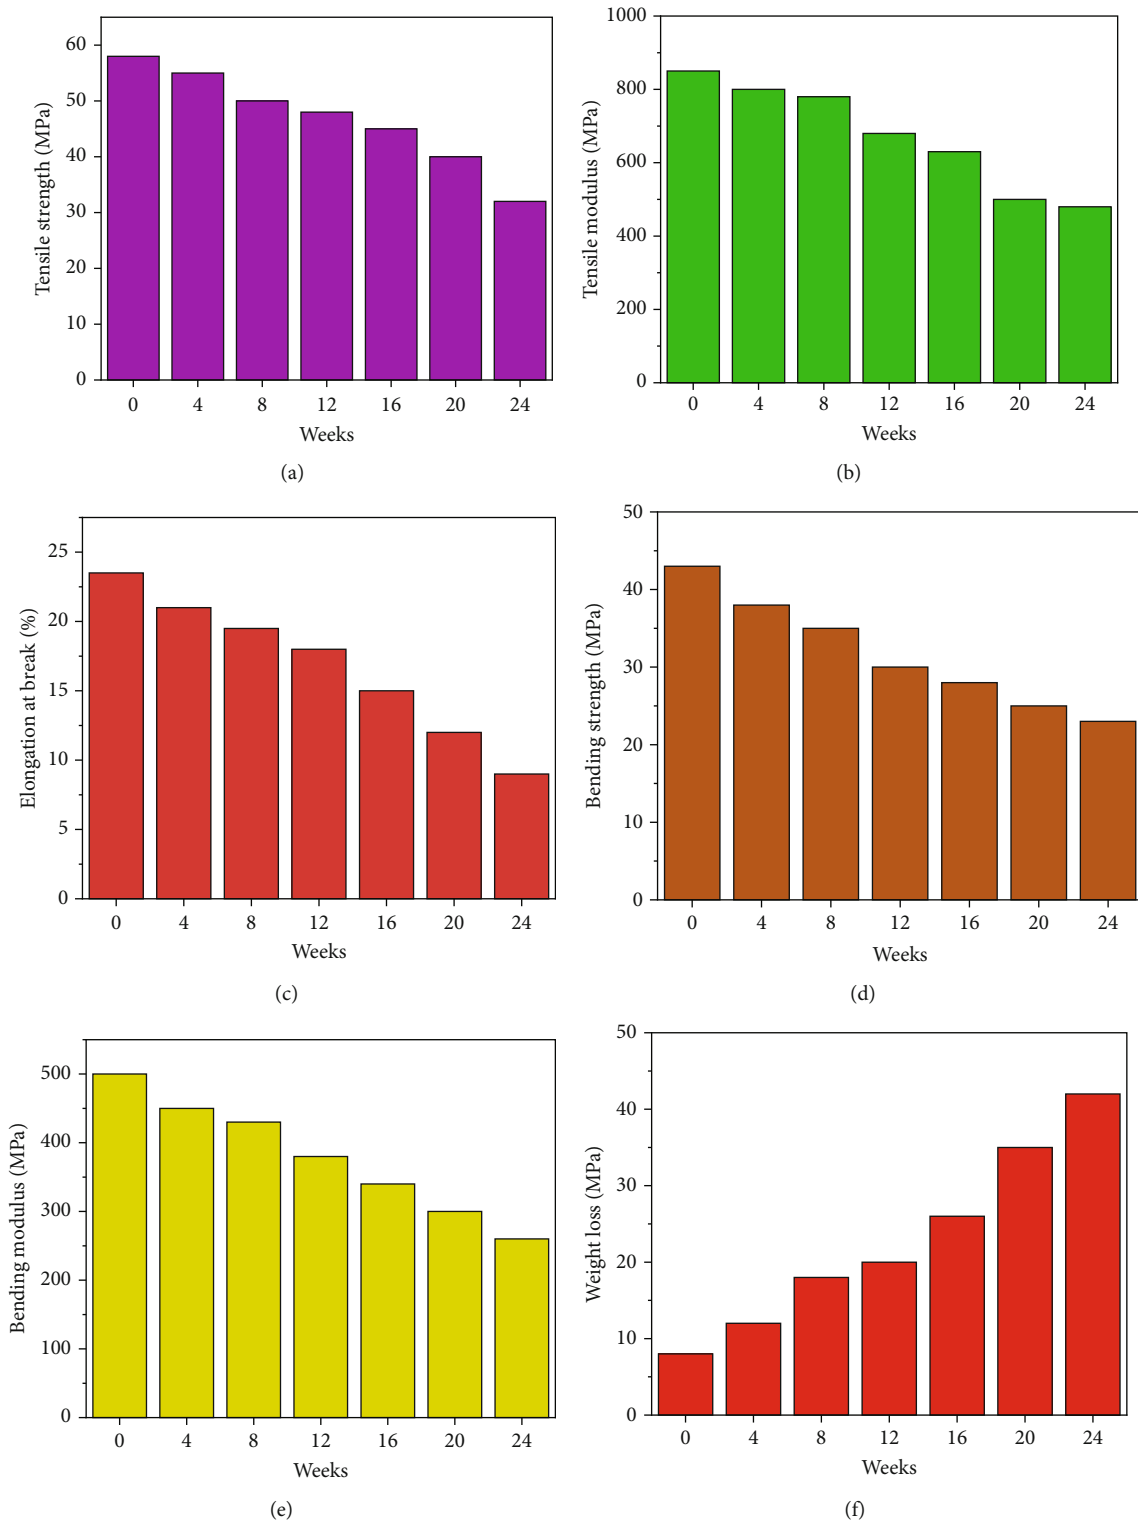 Tensile strength (MPa)
60
50
40
30
20
10
0
0 4 8 12 16 20 24
Weeks
(a)
Tensile modulus (MPa)
1000
800
600
400
200
0
0 4 8 12 16 20 24
Weeks
(b)
Elongation at break (%)
25
20
15
10
5
0
0 4 8 12 16 20 24
Weeks
(c)
Bending strength (MPa)
50
40
30
20
10
0
0 4 8 12 16 20 24
Weeks
(d)
Bending modulus (MPa)
500
400
300
200
100
0
0 4 8 12 16 20 24
Weeks
(e)
Weight loss (MPa)
50
40
30
20
10
0
0 4 8 12 16 20 24
Weeks
(f)